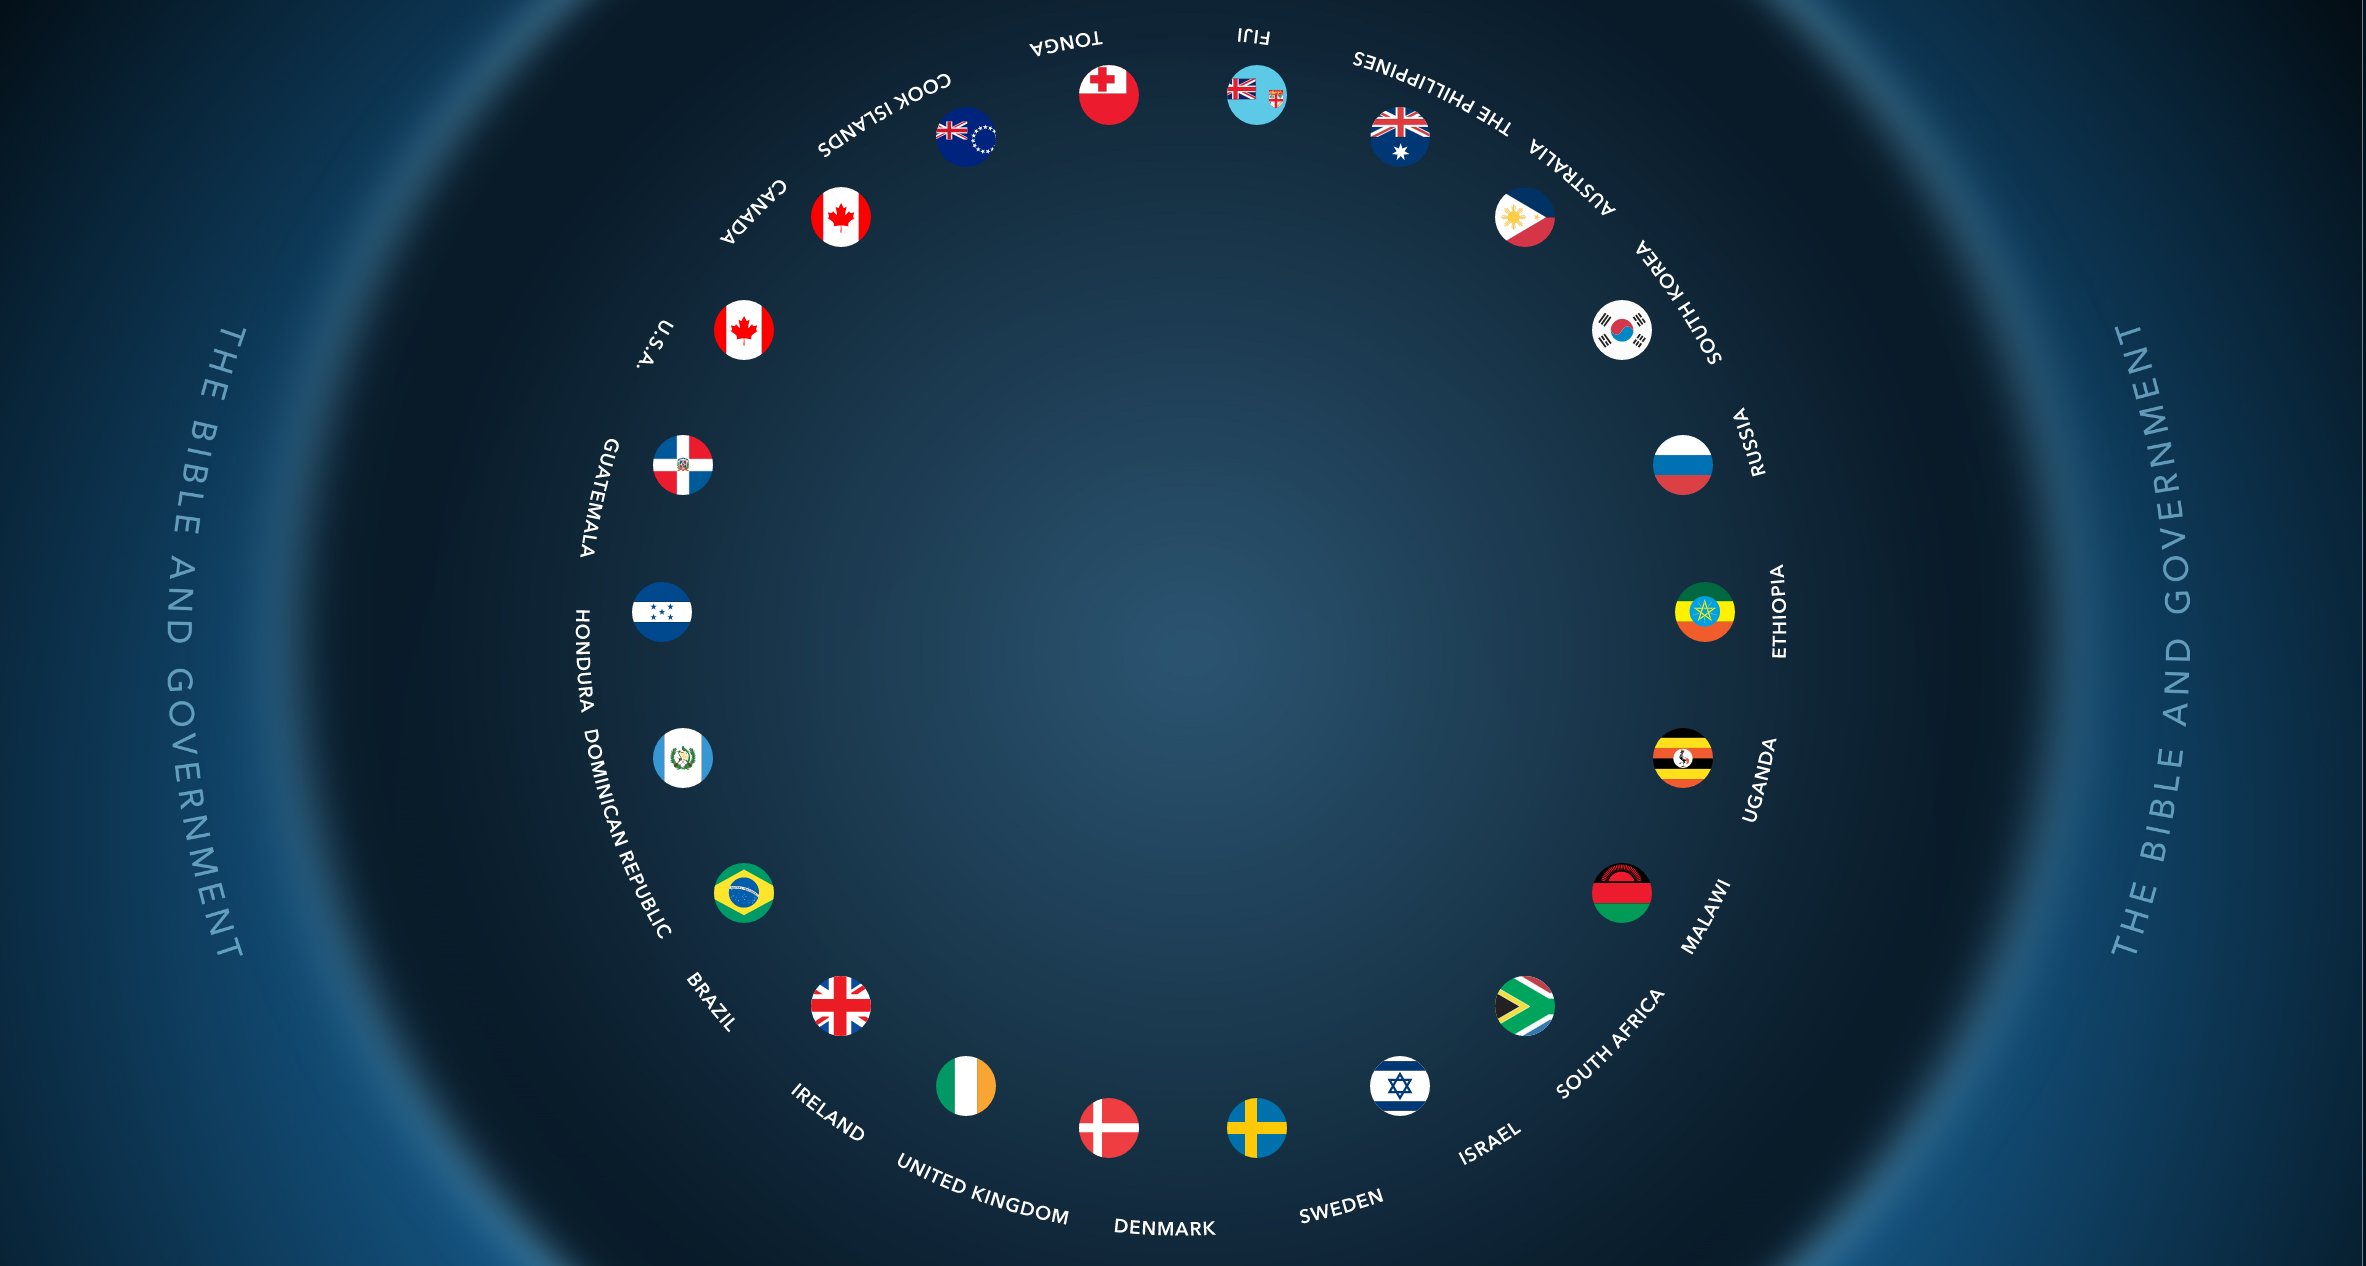 THE BIBLE AND GOVERNMENT
TONGA
FIJI
THE PHILLIPPINES
AUSTRALIA
SOUTH KOREA
RUSSIA
ETHIOPIA
UGANDA
MALAWI
SOUTH AFRICA
ISRAEL
SWEDEN
DENMARK
UNITED KINGDOM
IRELAND
BRAZIL
DOMINICAN REPUBLIC
HONDURA
GUATEMALA
U.S.A.
CANADA
COOK ISLANDS
THE BIBLE AND GOVERNMENT